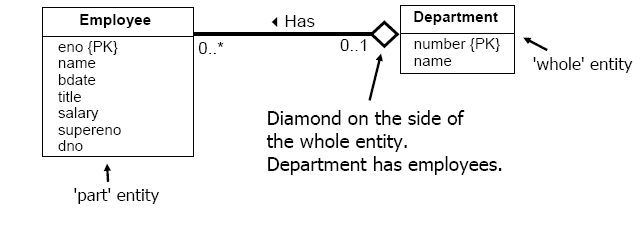 Employee
eno {PK}
name
bdate
title
salary
supereno
dno
'part' entity
Has
0..*
0..1
Department
number {PK}
name
'whole' entity
Diamond on the side of
the whole entity.
Department has employees.